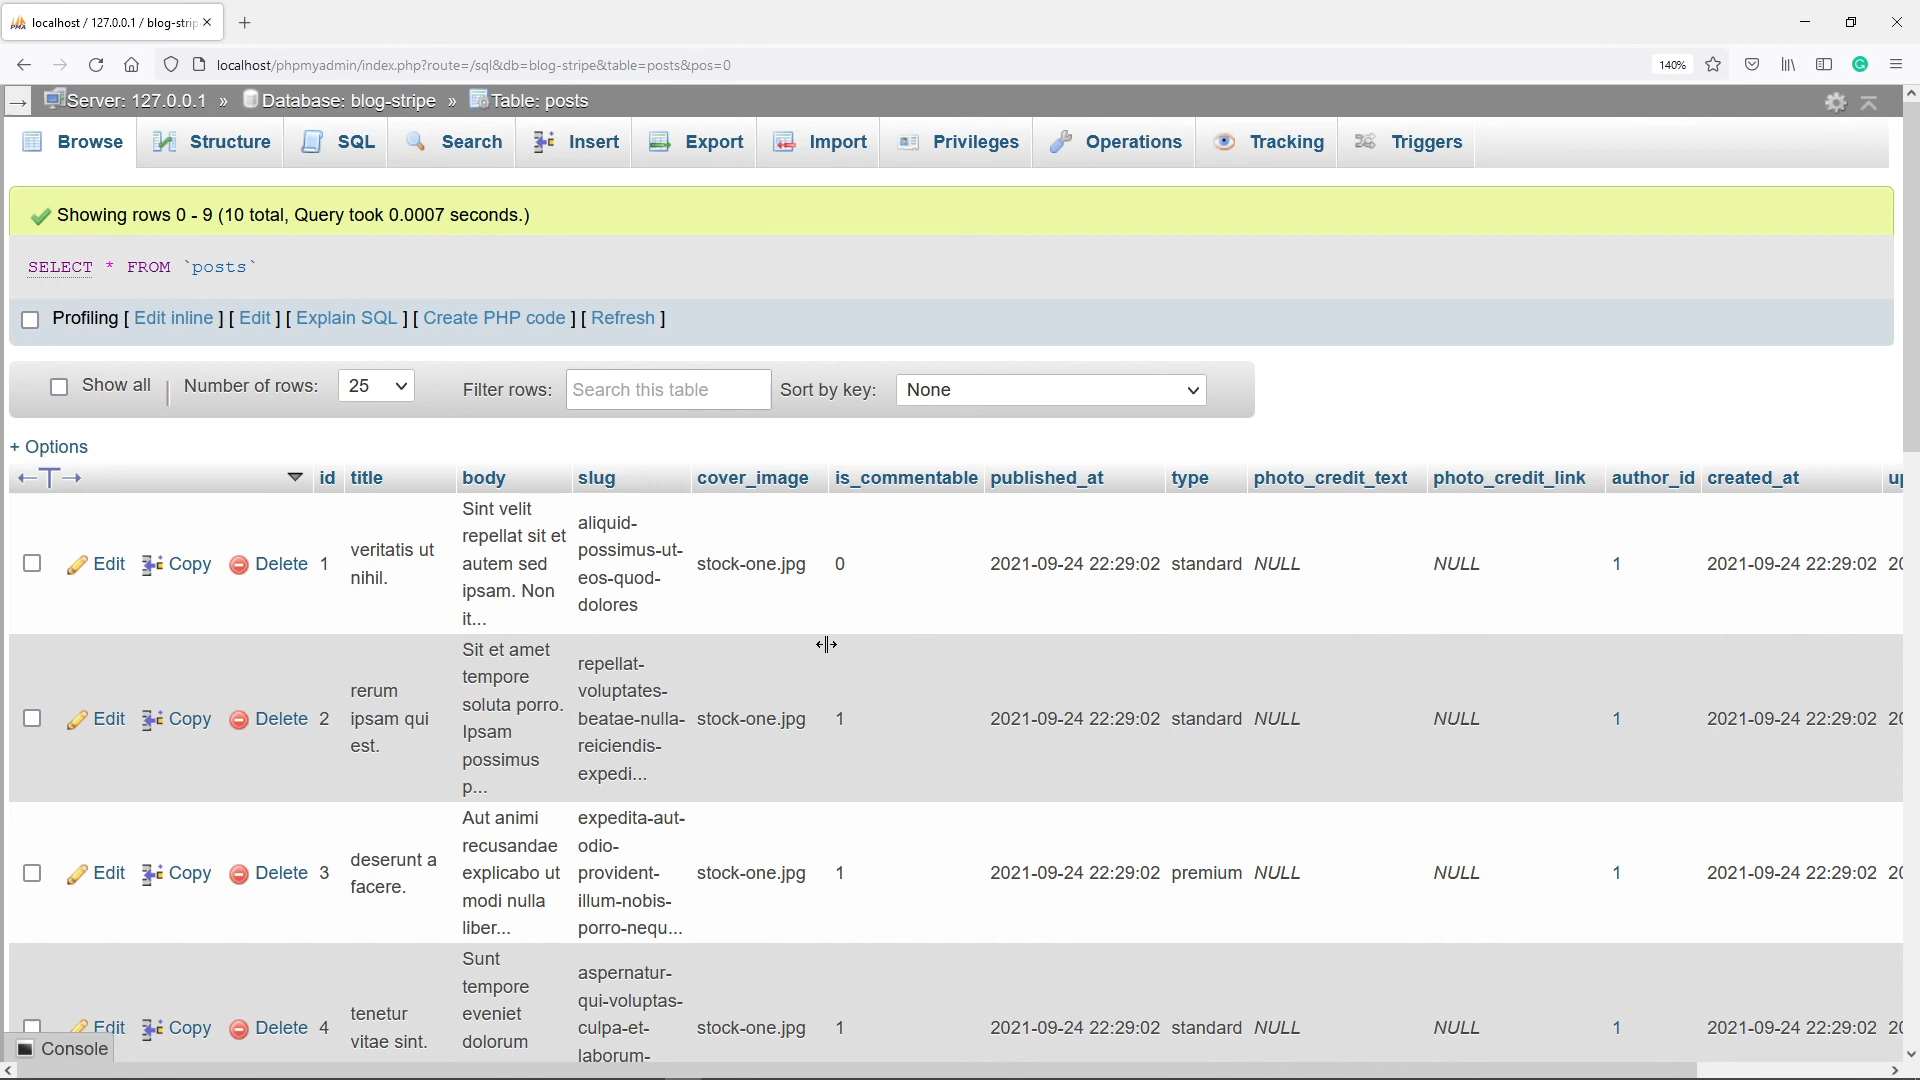 localhost / 127.0.0.1 / blog-strip
localhost/phpmyadmin/index.php?route=/sql&db=blog-stripe&table=posts&pos=0
140%
Server: 127.0.0.1 » Database: blog-stripe » Table: posts
Browse Structure SQL Search Insert Export Import Privileges Operations Tracking Triggers
Showing rows 0 - 9 (10 total, Query took 0.0007 seconds.)
SELECT * FROM `posts`
Profiling [ Edit inline ] [ Edit ] [ Explain SQL ] [ Create PHP code ] [ Refresh ]
Show all | Number of rows: 25 Filter rows: Search this table Sort by key: None
+ Options
←T→ id title body slug cover_image is_commentable published_at type photo_credit_text photo_credit_link author_id created_at
Edit Copy Delete 1
veritatis ut
nihil.
Sint velit
repellat sit et
autem sed
ipsam. Non
it...
aliquid-
possimus-ut-
eos-quod-
dolores
stock-one.jpg 0 2021-09-24 22:29:02 standard NULL NULL 1 2021-09-24 22:29:02
Edit Copy Delete 2
rerum
ipsam qui
est.
Sit et amet
tempore
soluta porro.
Ipsam
possimus
p...
repellat-
voluptates-
beatae-nulla-
reiciendis-
expedi...
stock-one.jpg 1 2021-09-24 22:29:02 standard NULL NULL 1 2021-09-24 22:29:02
Edit Copy Delete 3
deserunt a
facere.
Aut animi
recusandae
explicabo ut
modi nulla
liber...
expedita-aut-
odio-
provident-
illum-nobis-
porro-nequ...
stock-one.jpg 1 2021-09-24 22:29:02 premium NULL NULL 1 2021-09-24 22:29:02
Edit Copy Delete 4
tenetur
vitae sint.
Sunt
tempore
eveniet
dolorum
aspernatur-
qui-voluptas-
culpa-et-
laborum-
stock-one.jpg 1 2021-09-24 22:29:02 standard NULL NULL 1 2021-09-24 22:29:02
Console